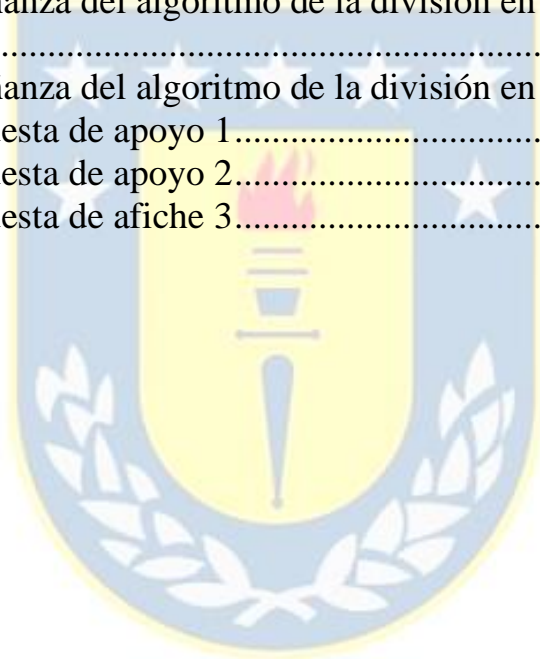 anza del algoritmo de la división en
................................................
anza del algoritmo de la división en
esta de apoyo 1..............................
esta de apoyo 2..............................
esta de afiche 3..............................